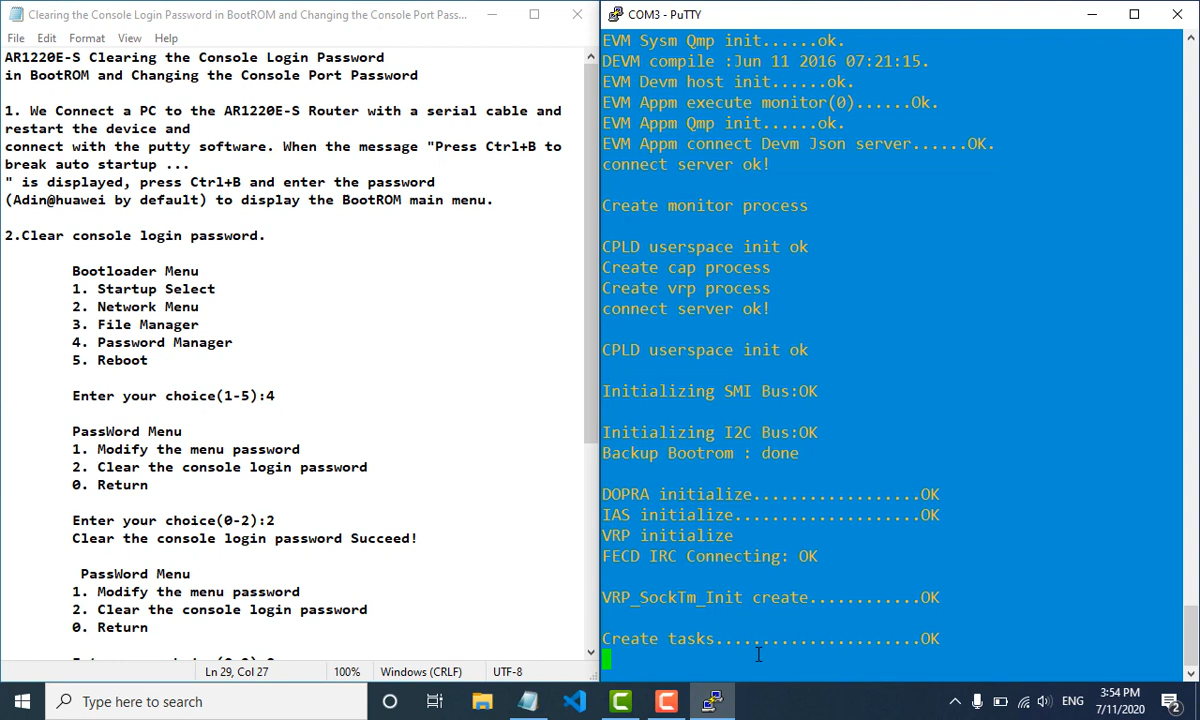 Clearing the Console Login Password in BootROM and Changing the Console Port Pass...
File Edit Format View Help
AR1220E-S Clearing the Console Login Password
in BootROM and Changing the Console Port Password
1. We Connect a PC to the AR1220E-S Router with a serial cable and
restart the device and
connect with the putty software. When the message "Press Ctrl+B to
break auto startup ...
" is displayed, press Ctrl+B and enter the password
(Adin@huawei by default) to display the BootROM main menu.
2.Clear console login password.
Bootloader Menu
1. Startup Select
2. Network Menu
3. File Manager
4. Password Manager
5. Reboot
Enter your choice(1-5):4
PassWord Menu
1. Modify the menu password
2. Clear the console login password
0. Return
Enter your choice(0-2):2
Clear the console login password Succeed!
PassWord Menu
1. Modify the menu password
2. Clear the console login password
0. Return
Ln 29, Col 27
100%
Windows (CRLF)
UTF-8
COM3 - PuTTY
EVM Sysm Qmp init......ok.
DEVM compile :Jun 11 2016 07:21:15.
EVM Devm host init......ok.
EVM Appm execute monitor(0)......Ok.
EVM Appm Qmp init......ok.
EVM Appm connect Devm Json server......OK.
connect server ok!
Create monitor process
CPLD userspace init ok
Create cap process
Create vrp process
connect server ok!
CPLD userspace init ok
Initializing SMI Bus:OK
Initializing I2C Bus:OK
Backup Bootrom : done
DOPRA initialize..................OK
IAS initialize....................OK
VRP initialize
FECD IRC Connecting: OK
VRP_SockTm_Init create............OK
Create tasks......................OK
Type here to search
ENG
3:54 PM
7/11/2020
2